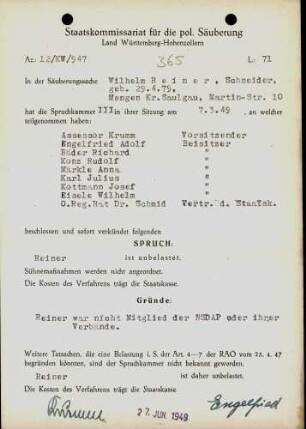 Staatskommissariat für die pol. Säuberung
Land Württemberg-Hohenzollern
Az: 12/KW/947
365
L: 71
In der Säuberungssache Wilhelm R e i n e r , Schneider,
geb. 29.4.79,
Mengen Kr.Saulgau, Martin-Str. 10
hat die Spruchkammer III in ihrer Sitzung am 7.3.49 , an welcher
teilgenommen haben:
Assessor Krumm Vorsitzender
Engelfried Adolf Beisitzer
Bäder Richard "
Konz Rudolf "
Markle Anna "
Karl Julius "
Kottmann Josef "
Eisele Wilhelm "
O.Reg.Rat Dr. Schmid Vertr. d. StaaKsk.
beschlossen und sofort verkündet folgenden
SPRUCH:
Reiner ist unbelastet.
Sühnemaßnahmen werden nicht angeordnet.
Die Kosten des Verfahrens trägt die Staatskasse.
Gründe:
Reiner war nicht Mitglied der NSDAP oder ihrer
Verbände.
Weitere Tatsachen, die eine Belastung i. S. der Art. 4—7 der RAO vom 25. 4. 47
begründen könnten, sind der Spruchkammer nicht bekannt geworden.
Reiner ist daher unbelastet.
Die Kosten des Verfahrens trägt die Staatskasse
Krumm
27. JUNI 1949
Engelfried